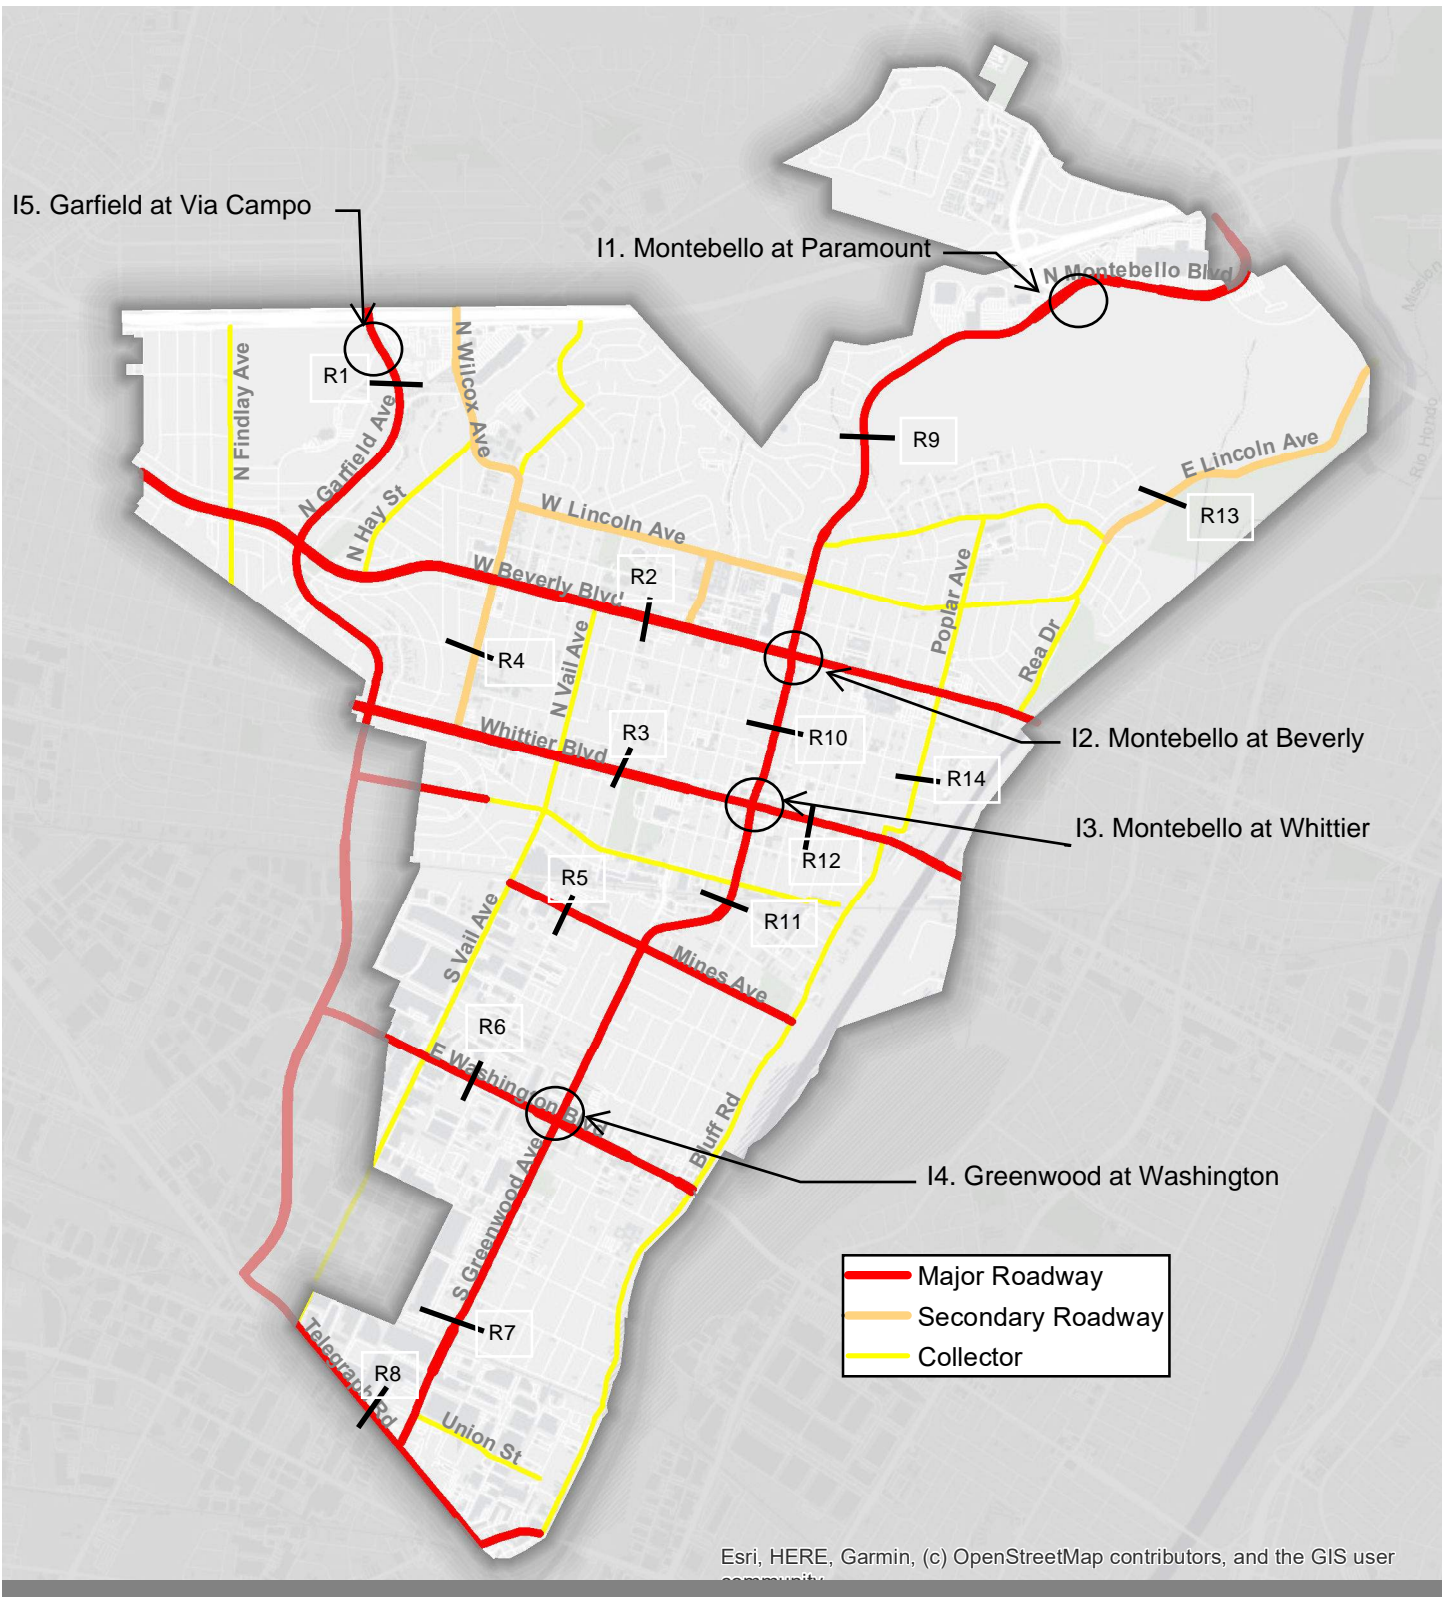 I5. Garfield at Via Campo
I1. Montebello at Paramount
N Montebello Blvd
Mission
R1
N Findlay Ave
N Wilcox Ave
N Garfield Ave
N Hay St
R9
E Lincoln Ave
Rio Hondo
R13
W Lincoln Ave
W Beverly Blvd
R2
Poplar Ave
Rea Dr
R4
N Vail Ave
Whittier Blvd
R3
R10
I2. Montebello at Beverly
R14
I3. Montebello at Whittier
R12
R5
R11
S Vail Ave
Mines Ave
R6
E Washington Blvd
Bluff Rd
I4. Greenwood at Washington
S Greenwood Ave
Major Roadway
Secondary Roadway
Collector
R7
Telegraph Rd
R8
Union St
Esri, HERE, Garmin, (c) OpenStreetMap contributors, and the GIS user
community